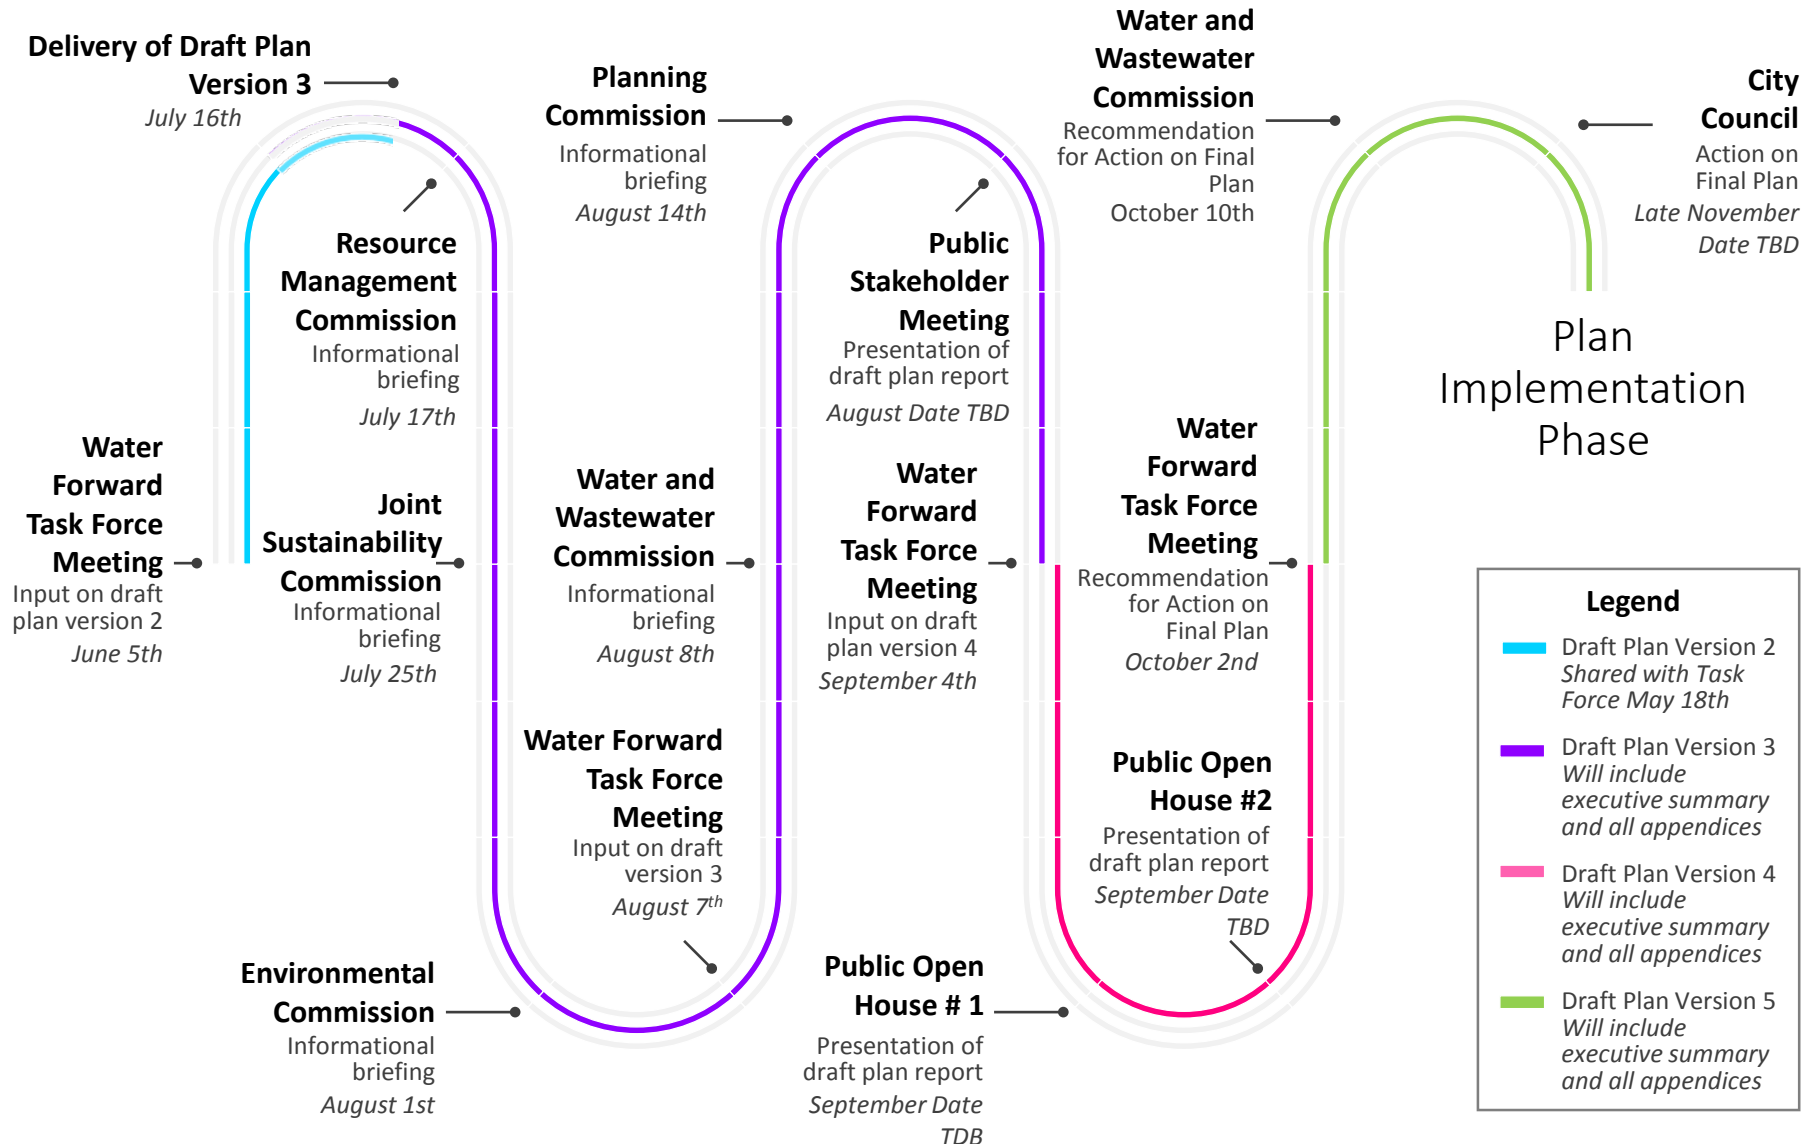 Delivery of Draft Plan
Version 3
July 16th
Resource
Management
Commission
Informational
briefing
July 17th
Water
Forward
Task Force
Meeting
Input on draft
plan version 2
June 5th
Joint
Sustainability
Commission
Informational
briefing
July 25th
Environmental
Commission
Informational
briefing
August 1st
Planning
Commission
Informational
briefing
August 14th
Water and
Wastewater
Commission
Informational
briefing
August 8th
Water Forward
Task Force
Meeting
Input on draft
version 3
August 7th
Public
Stakeholder
Meeting
Presentation of
draft plan report
August Date TBD
Water
Forward
Task Force
Meeting
Input on draft
plan version 4
September 4th
Public Open
House # 1
Presentation of
draft plan report
September Date
TDB
Water and
Wastewater
Commission
Recommendation
for Action on Final
Plan
October 10th
Water
Forward
Task Force
Meeting
Recommendation
for Action on
Final Plan
October 2nd
Public Open
House #2
Presentation of
draft plan report
September Date
TBD
City
Council
Action on
Final Plan
Late November
Date TBD
Plan
Implementation
Phase
Legend
Draft Plan Version 2
Shared with Task
Force May 18th
Draft Plan Version 3
Will include
executive summary
and all appendices
Draft Plan Version 4
Will include
executive summary
and all appendices
Draft Plan Version 5
Will include
executive summary
and all appendices